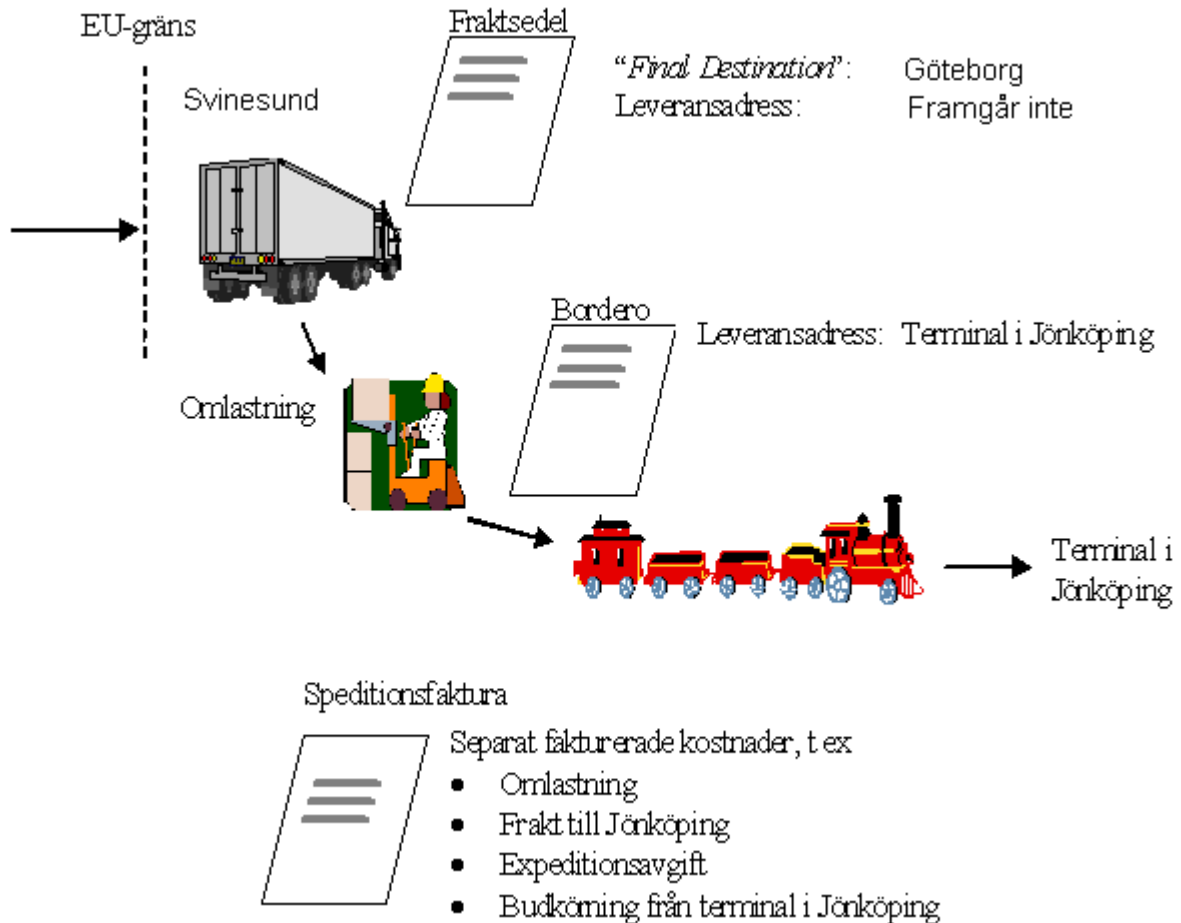 EU-gräns
Fraktsedel
Svinesund
“Final Destination”: Göteborg
Leveransadress: Framgår inte
Bordero
Leveransadress: Terminal i Jönköping
Omlastning
Terminal i
Jönköping
Speditionsfaktura
Separat fakturerade kostnader, t ex
• Omlastning
• Frakt till Jönköping
• Expeditionsavgift
• Budkörning från terminal i Jönköping